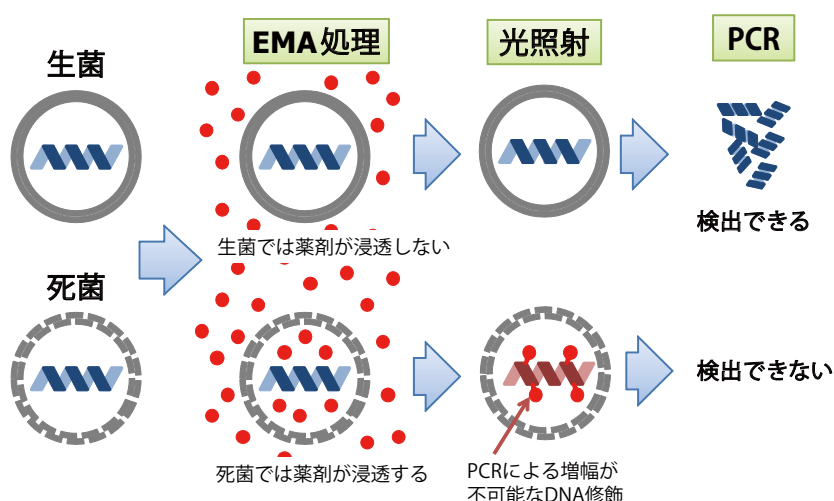 EMA処理
光照射
PCR
生菌
検出できる
生菌では薬剤が浸透しない
死菌
検出できない
死菌では薬剤が浸透する
PCRによる増幅が
不可能なDNA修飾